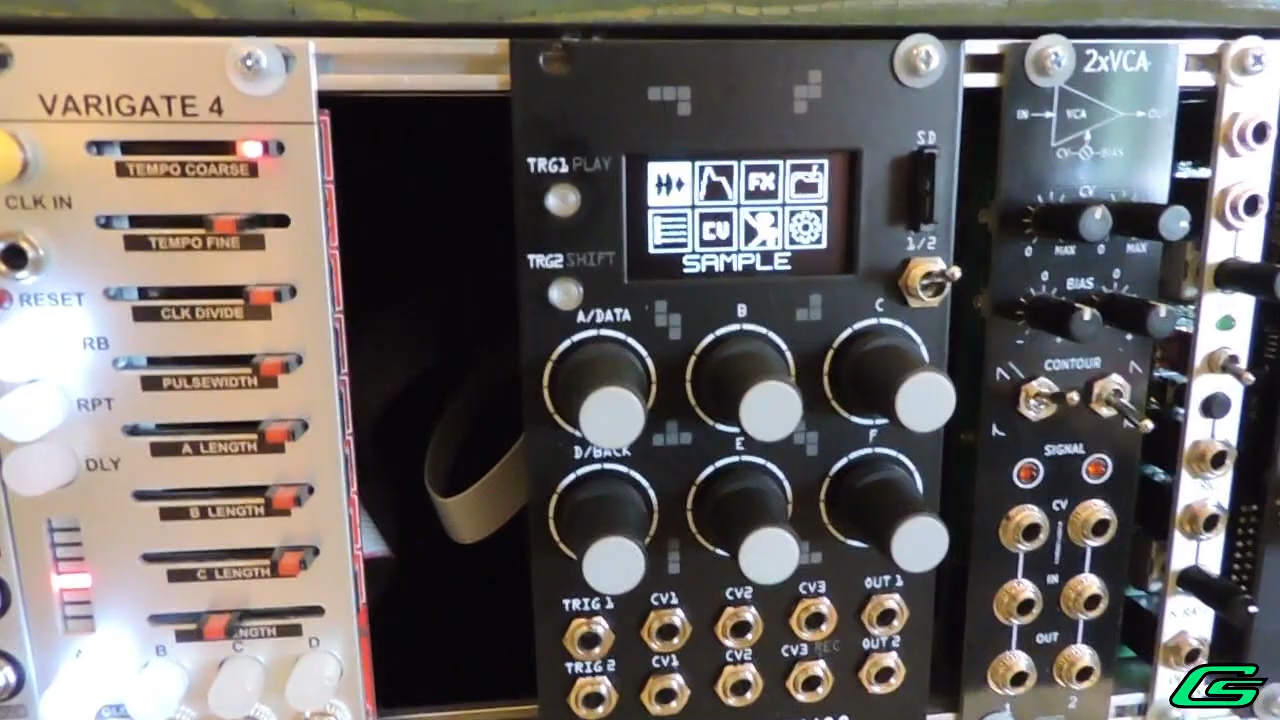 VARIGATE 4
TEMPO COARSE
CLK IN
TEMPO FINE
RESET
CLK DIVIDE
RB
PULSEWIDTH
RPT
A LENGTH
DLY
B LENGTH
C LENGTH
B
C
D
TRG1 PLAY
TRG2 SHIFT
FX
CV
SAMPLE
SD
1/2
A/DATA
B
C
D/BACK
E
F
TRIG 1 CV1 CV2 CV3 OUT 1
TRIG 2 CV1 CV2 CV3 REC OUT 2
2xVCA
IN VCA OUT
CV BIAS
CV
0 MAX 0 MAX
BIAS
0 0
CONTOUR
SIGNAL
CV
IN
OUT
2